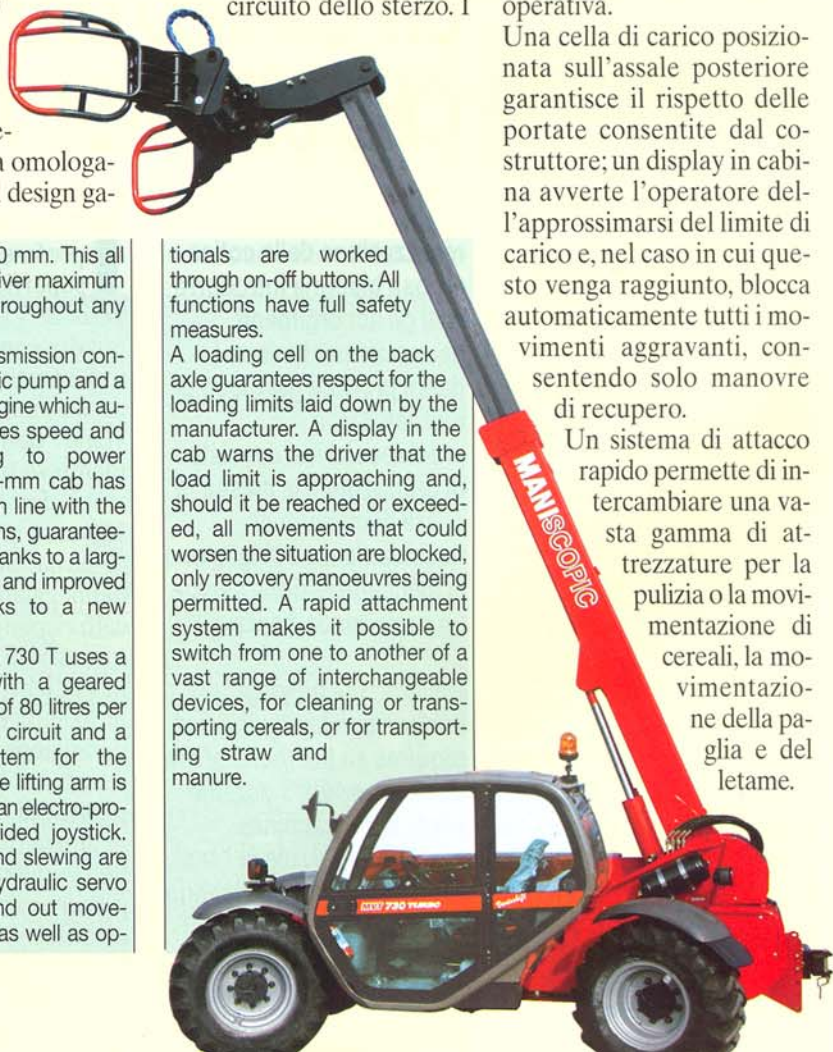 circuito dello sterzo. I
e-
omologa-
design ga-
0 mm. This all
iver maximum
roughout any
smission con-
ic pump and a
gine which au-
es speed and
g to power
-mm cab has
n line with the
ns, guarantee-
anks to a larg-
and improved
ks to a new
730 T uses a
with a geared
of 80 litres per
circuit and a
tem for the
e lifting arm is
an electro-pro-
ided joystick.
nd slewing are
ydraulic servo
nd out move-
as well as op-
tionals are worked
through on-off buttons. All
functions have full safety
measures.
A loading cell on the back
axle guarantees respect for the
loading limits laid down by the
manufacturer. A display in the
cab warns the driver that the
load limit is approaching and,
should it be reached or exceed-
ed, all movements that could
worsen the situation are blocked,
only recovery manoeuvres being
permitted. A rapid attachment
system makes it possible to
switch from one to another of a
vast range of interchangeable
devices, for cleaning or trans-
porting cereals, or for transport-
ing straw and
manure.
operativa.
Una cella di carico posizio-
nata sull'assale posteriore
garantisce il rispetto delle
portate consentite dal co-
struttore; un display in cabi-
na avverte l'operatore del-
l'approssimarsi del limite di
carico e, nel caso in cui que-
sto venga raggiunto, blocca
automaticamente tutti i mo-
vimenti aggravanti, con-
sentendo solo manovre
di recupero.
Un sistema di attacco
rapido permette di in-
tercambiare una va-
sta gamma di at-
trezzature per la
pulizia o la movi-
mentazione di
cereali, la mo-
vimentazio-
ne della pa-
glia e del
letame.
MANISCOPIC
730 TURBO